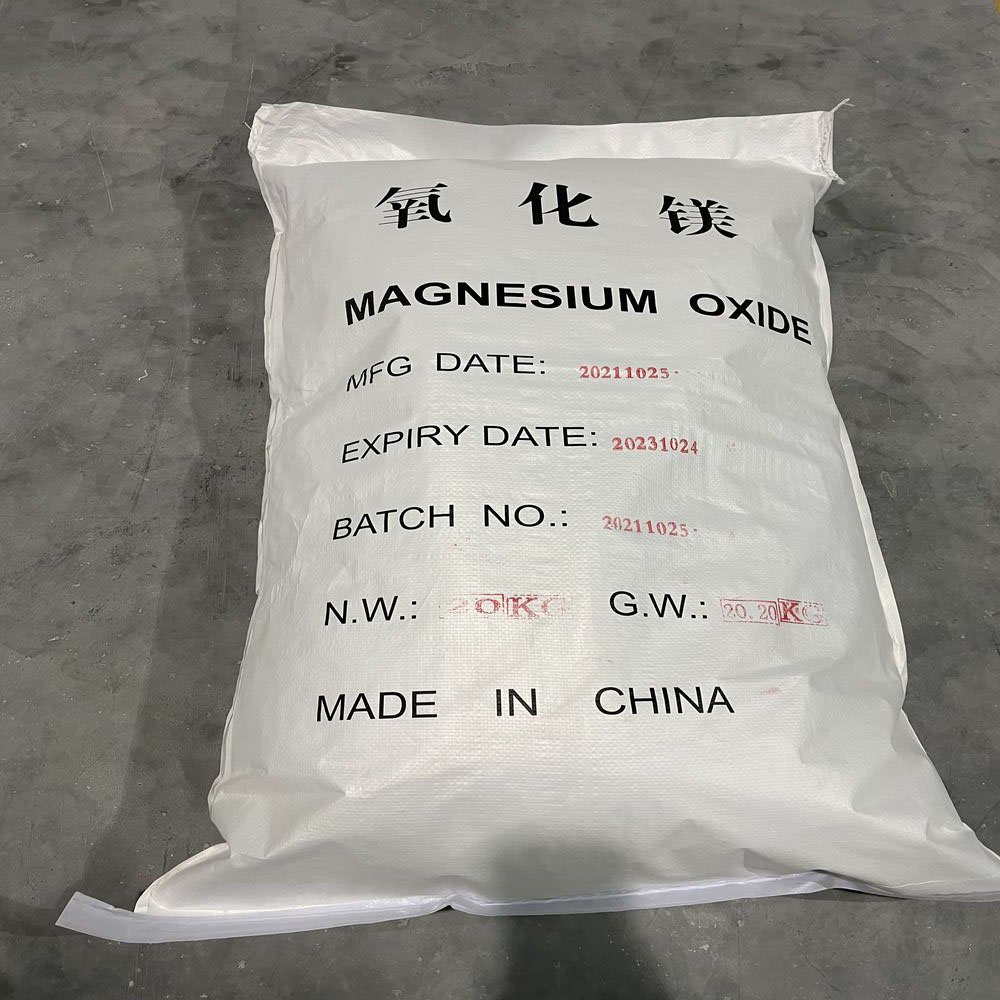 氧化镁
MAGNESIUM OXIDE
MFG DATE: 20211025
EXPIRY DATE: 20231024
BATCH NO.: 20211025
N.W.: 20KG G.W.: 20.20KG
MADE IN CHINA